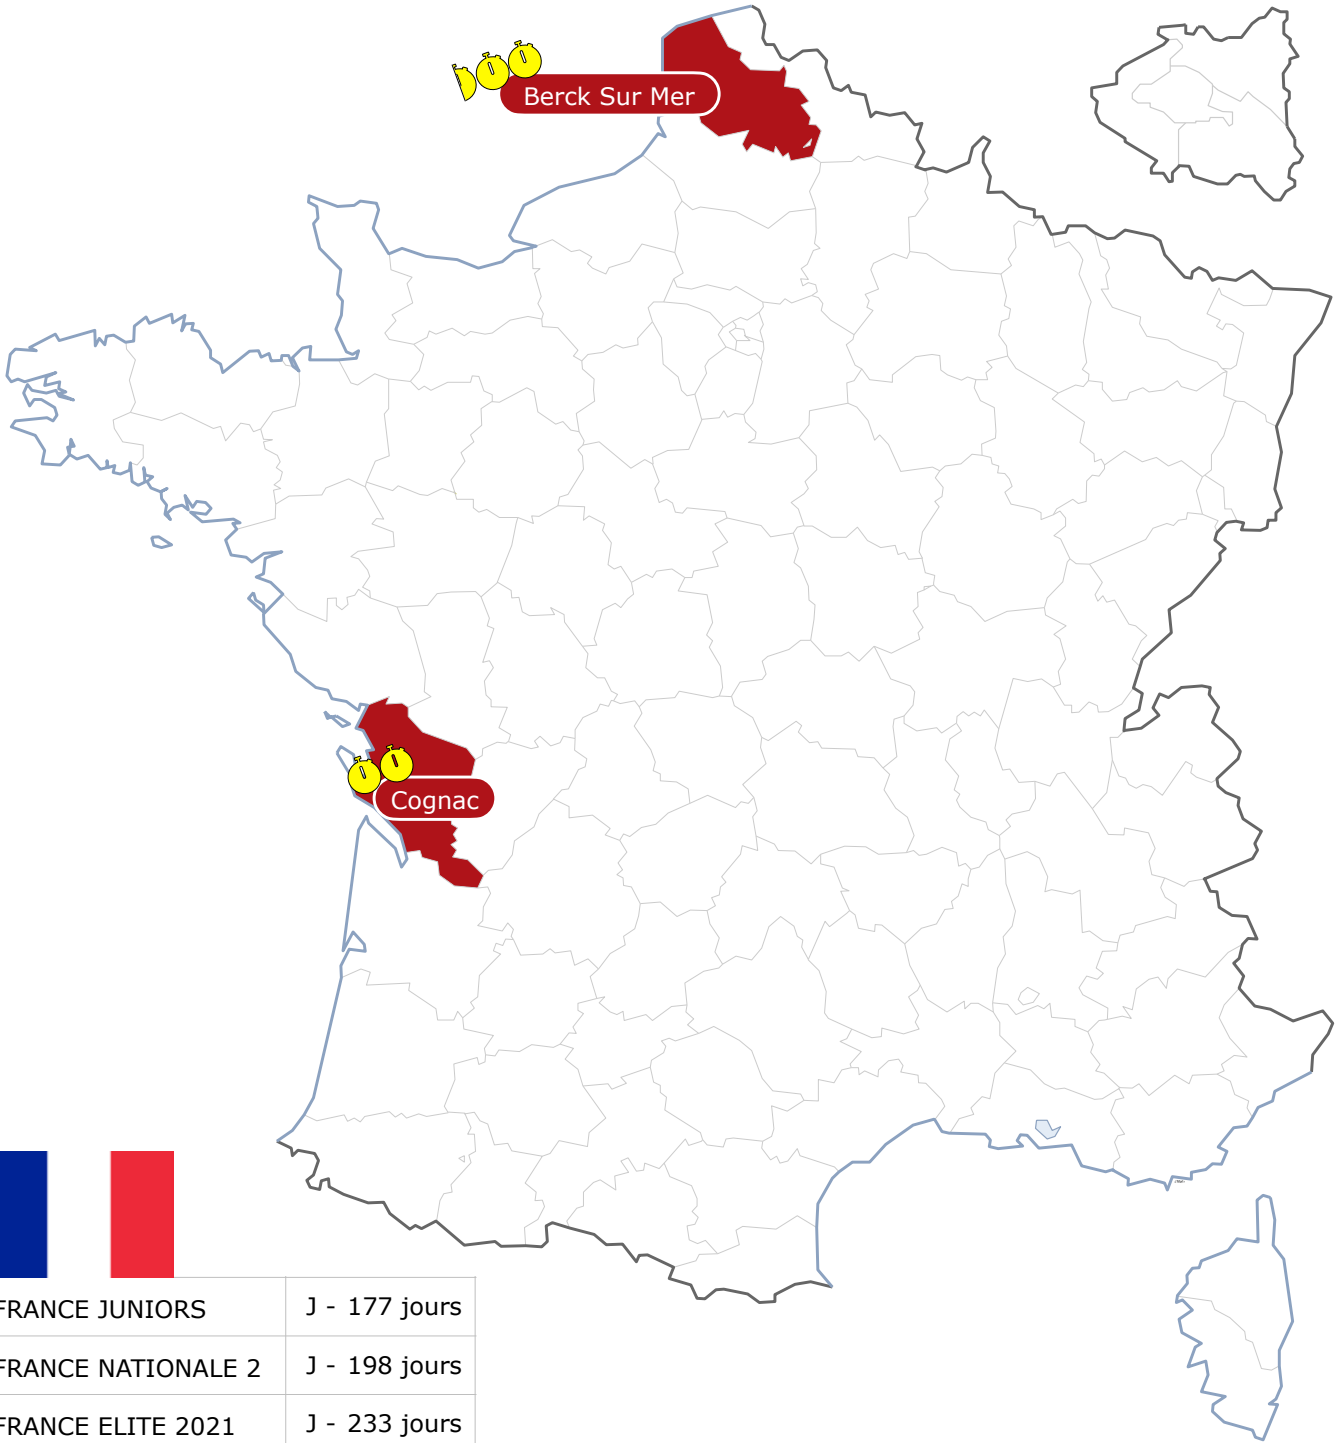 Berck Sur Mer
Cognac
FRANCE JUNIORS J - 177 jours
FRANCE NATIONALE 2 J - 198 jours
FRANCE ELITE 2021 J - 233 jours